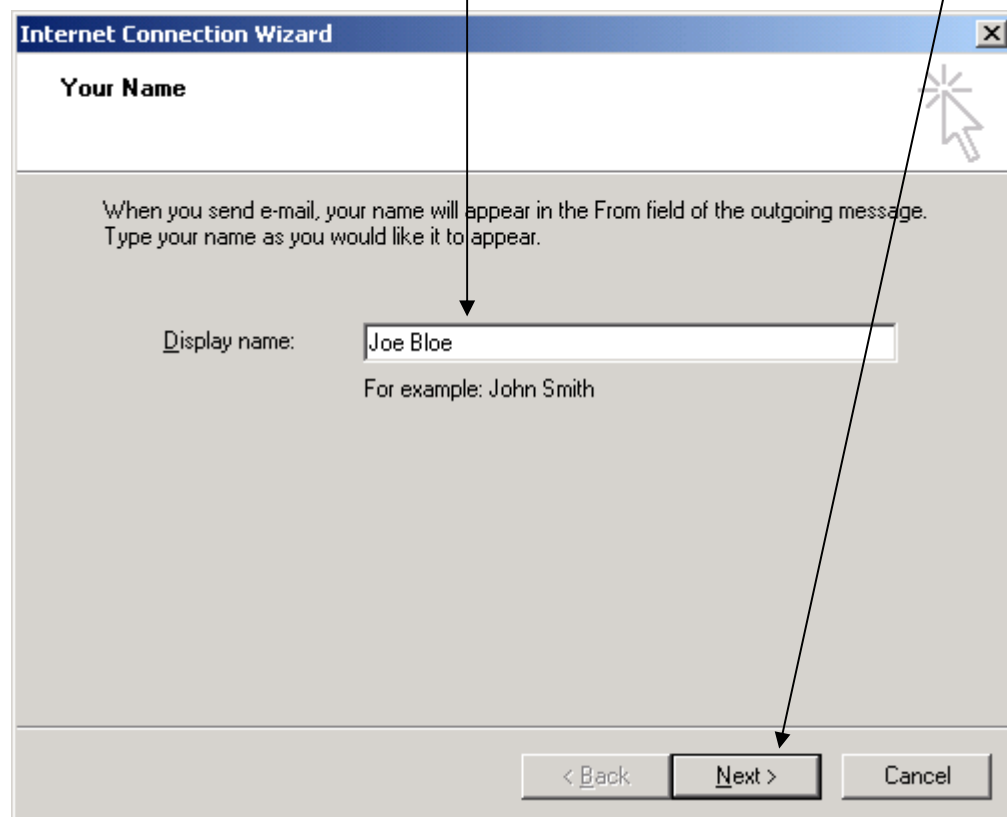 Internet Connection Wizard
Your Name
When you send e-mail, your name will appear in the From field of the outgoing message.
Type your name as you would like it to appear.
Display name: Joe Bloe
For example: John Smith
< Back Next > Cancel